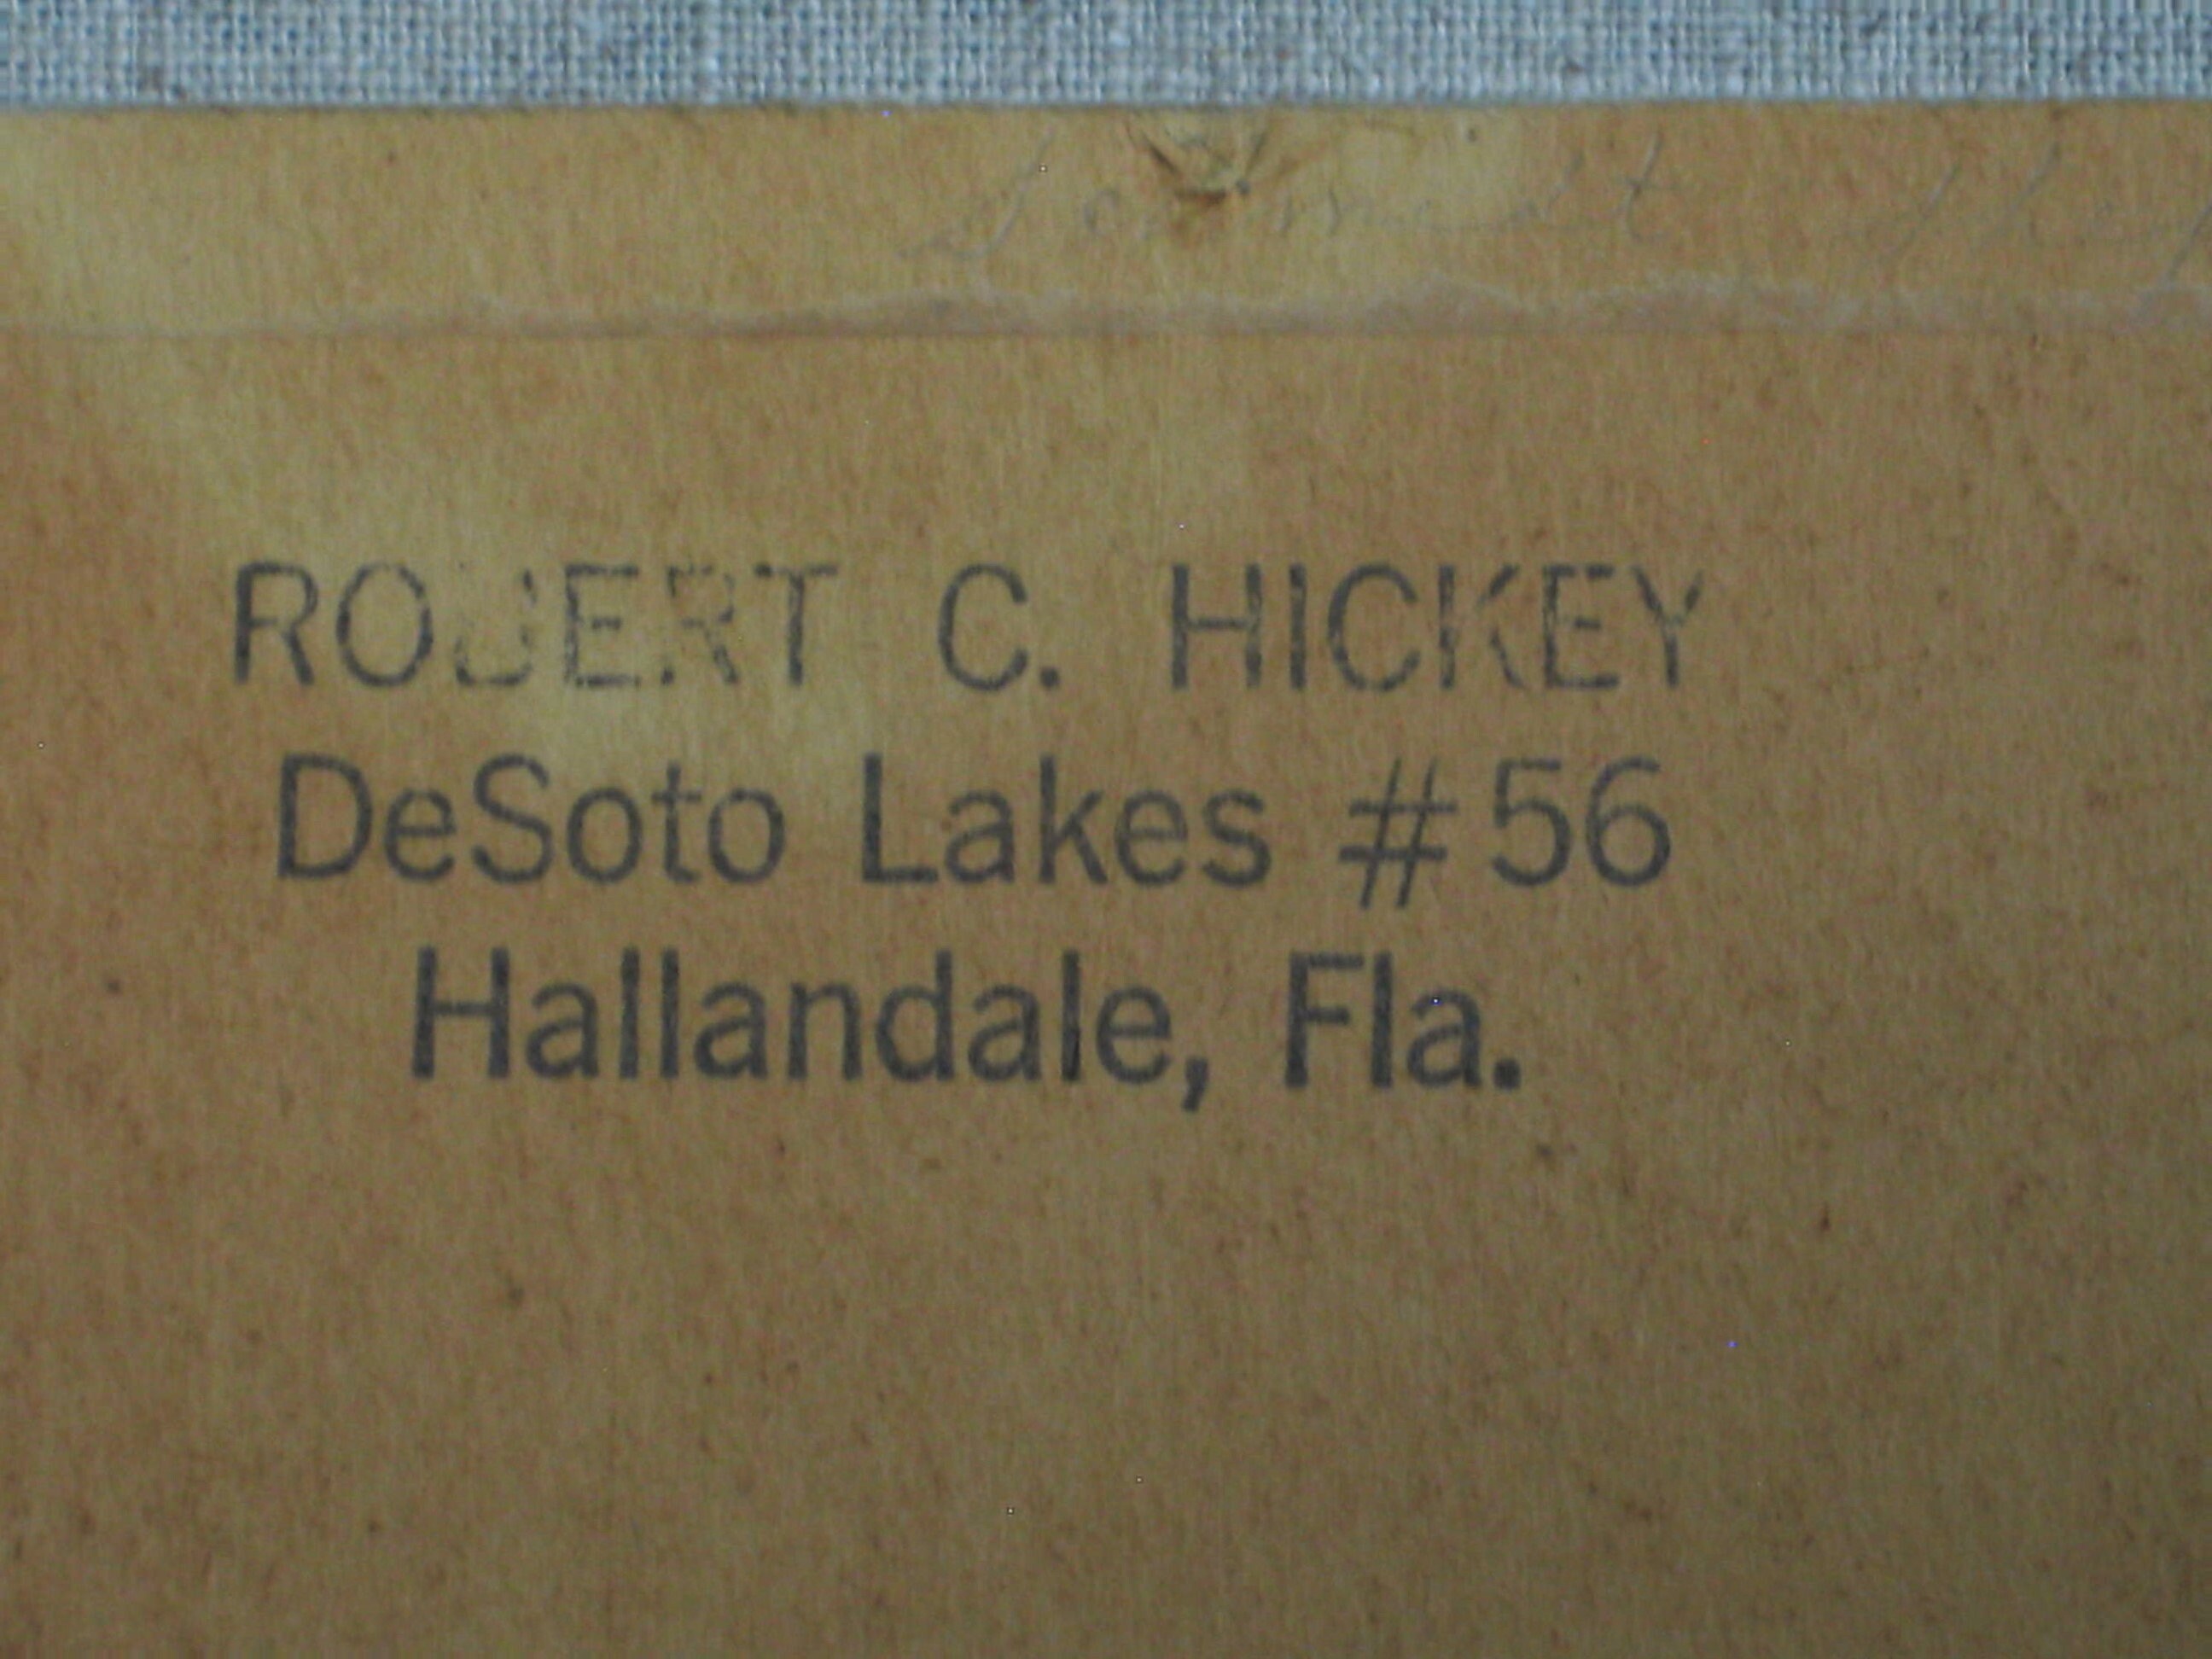 ROBERT C. HICKEY
DeSoto Lakes #56
Hallandale, Fla.